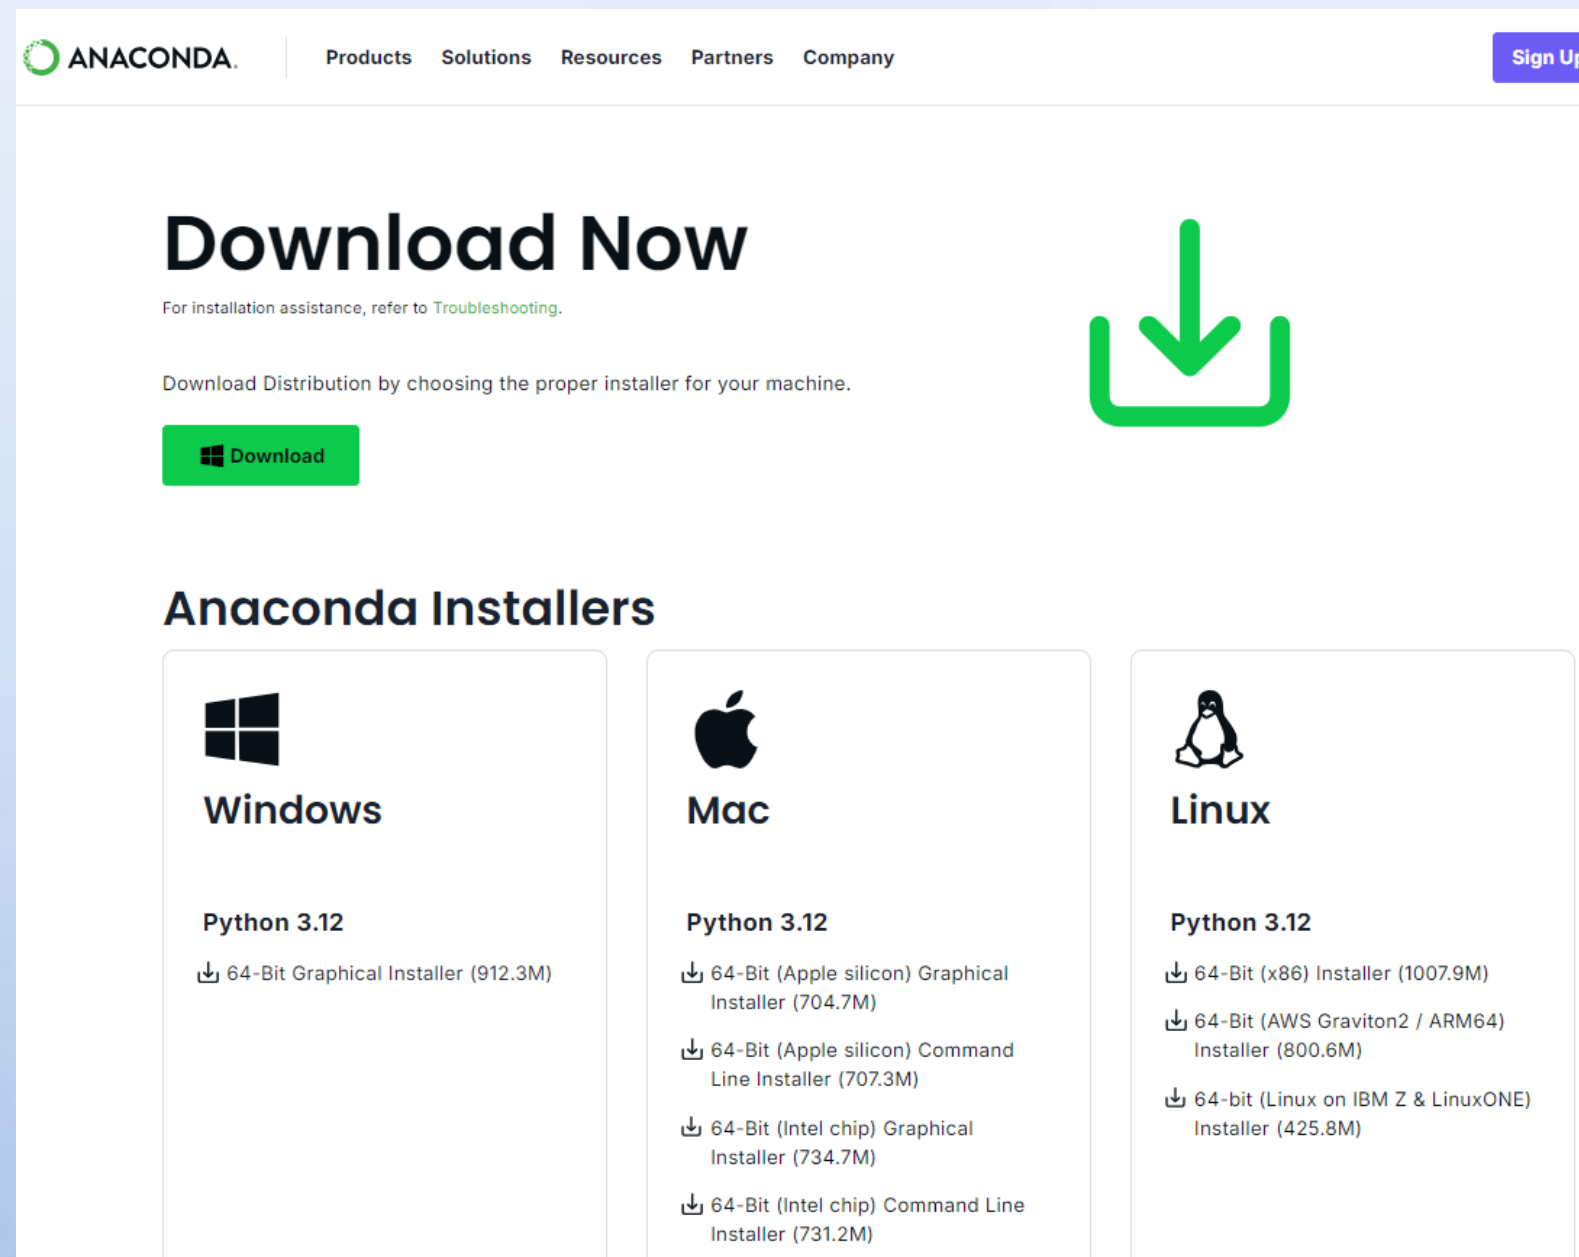 ANACONDA.
Products Solutions Resources Partners Company
Sign Up
Download Now
For installation assistance, refer to Troubleshooting.
Download Distribution by choosing the proper installer for your machine.
Download
Anaconda Installers
Windows
Python 3.12
64-Bit Graphical Installer (912.3M)
Mac
Python 3.12
64-Bit (Apple silicon) Graphical
Installer (704.7M)
64-Bit (Apple silicon) Command
Line Installer (707.3M)
64-Bit (Intel chip) Graphical
Installer (734.7M)
64-Bit (Intel chip) Command Line
Installer (731.2M)
Linux
Python 3.12
64-Bit (x86) Installer (1007.9M)
64-Bit (AWS Graviton2 / ARM64)
Installer (800.6M)
64-bit (Linux on IBM Z & LinuxONE)
Installer (425.8M)